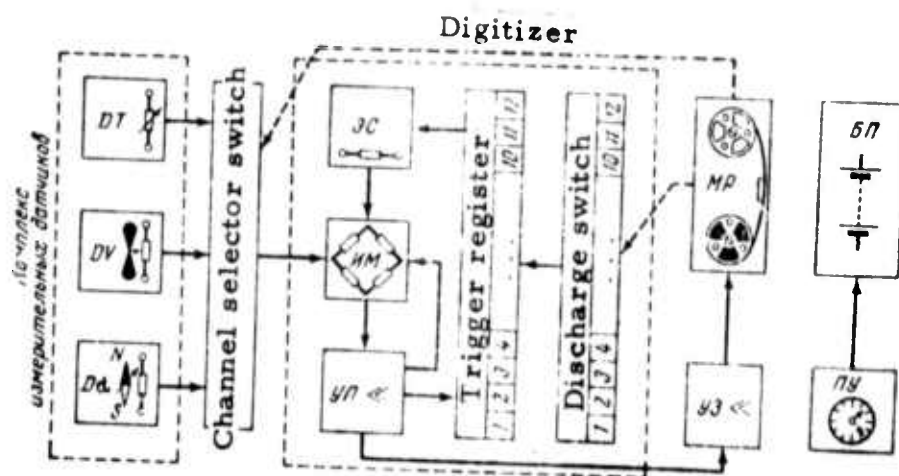 Digitizer
Комплекс
измерительных датчиков
DT
DV
Dα
N
S
Channel selector switch
ЭС
ИМ
УП ≪
Trigger register
1 2 3 4 . . . 10 11 12
Discharge switch
1 2 3 4 . . . 10 11 12
МР
УЗ ≪
БП
ПУ